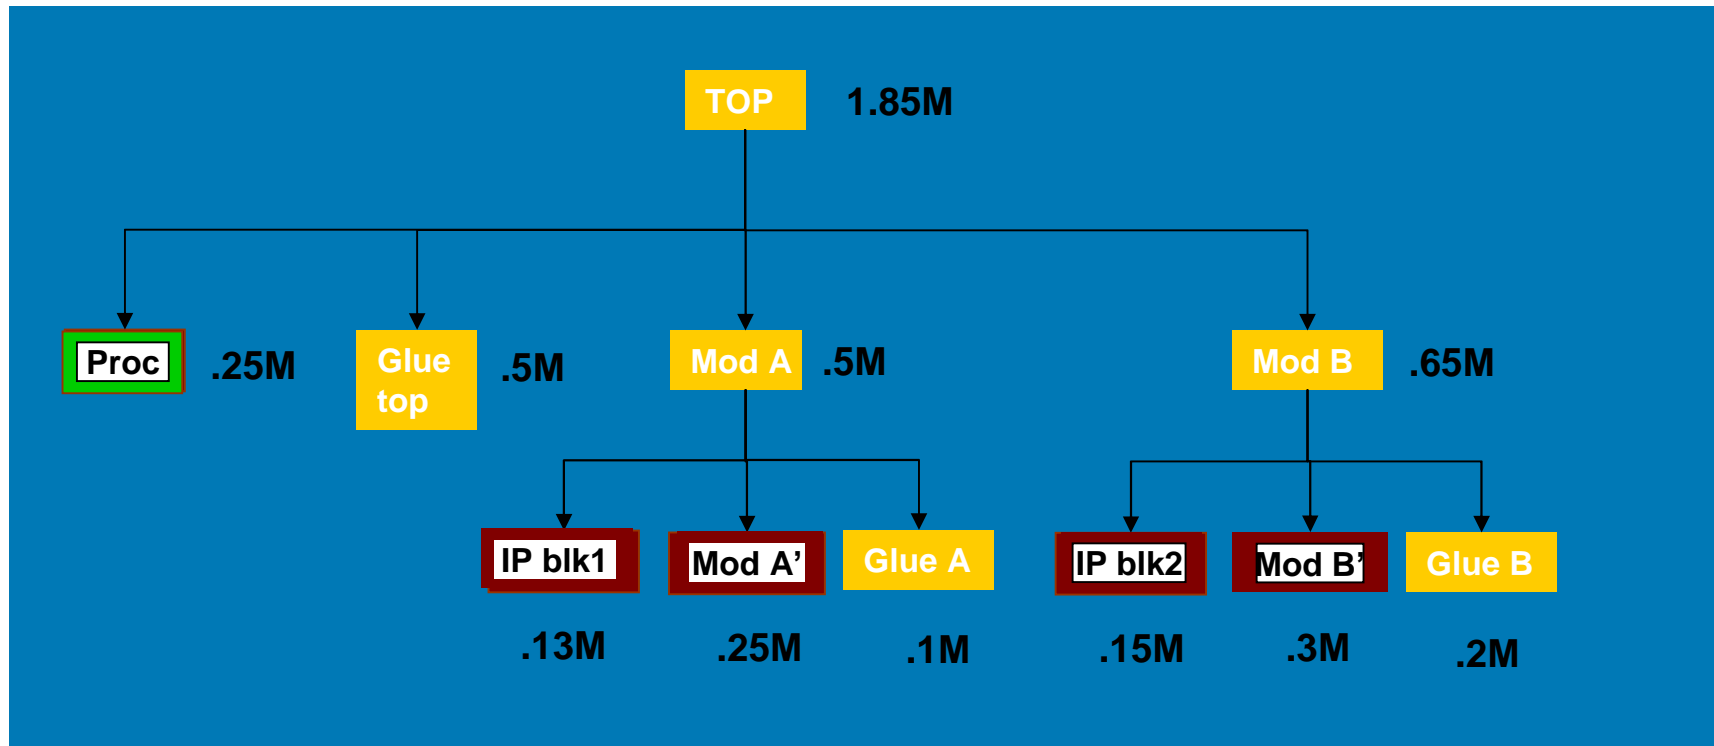 TOP 1.85M
Proc .25M
Glue
top
.5M
Mod A .5M
Mod B .65M
IP blk1
Mod A’
Glue A
IP blk2
Mod B’
Glue B
.13M
.25M
.1M
.15M
.3M
.2M